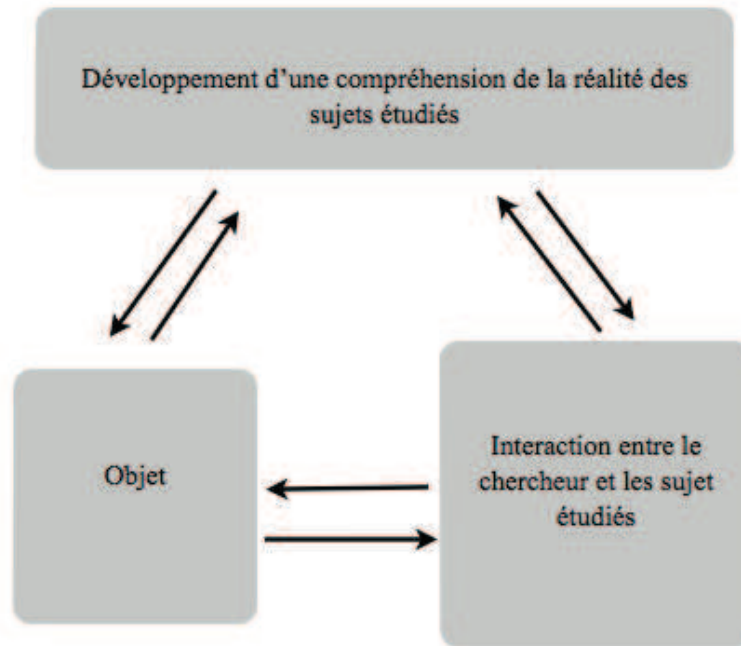 Développement d’une compréhension de la réalité des
sujets étudiés
Objet
Interaction entre le
chercheur et les sujet
étudiés